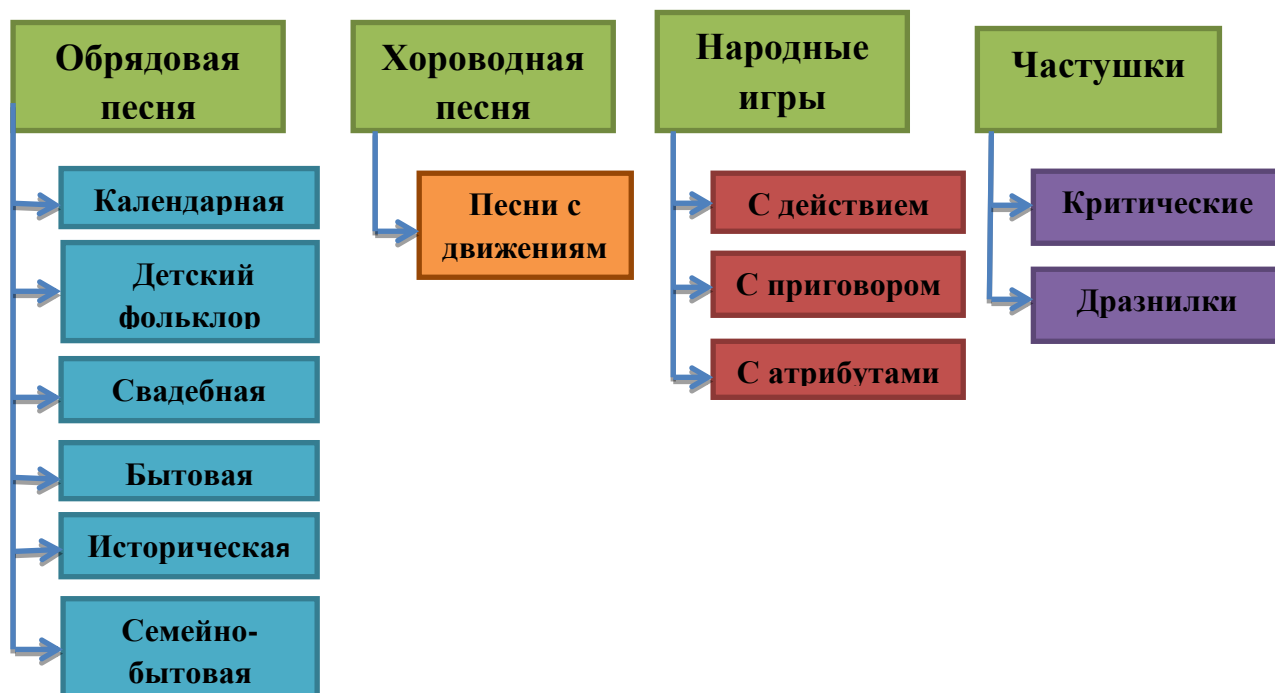 Обрядовая
песня
Календарная
Детский
фольклор
Свадебная
Бытовая
Историческая
Семейно-
бытовая
Хороводная
песня
Песни с
движениям
Народные
игры
С действием
С приговором
С атрибутами
Частушки
Критические
Дразнилки